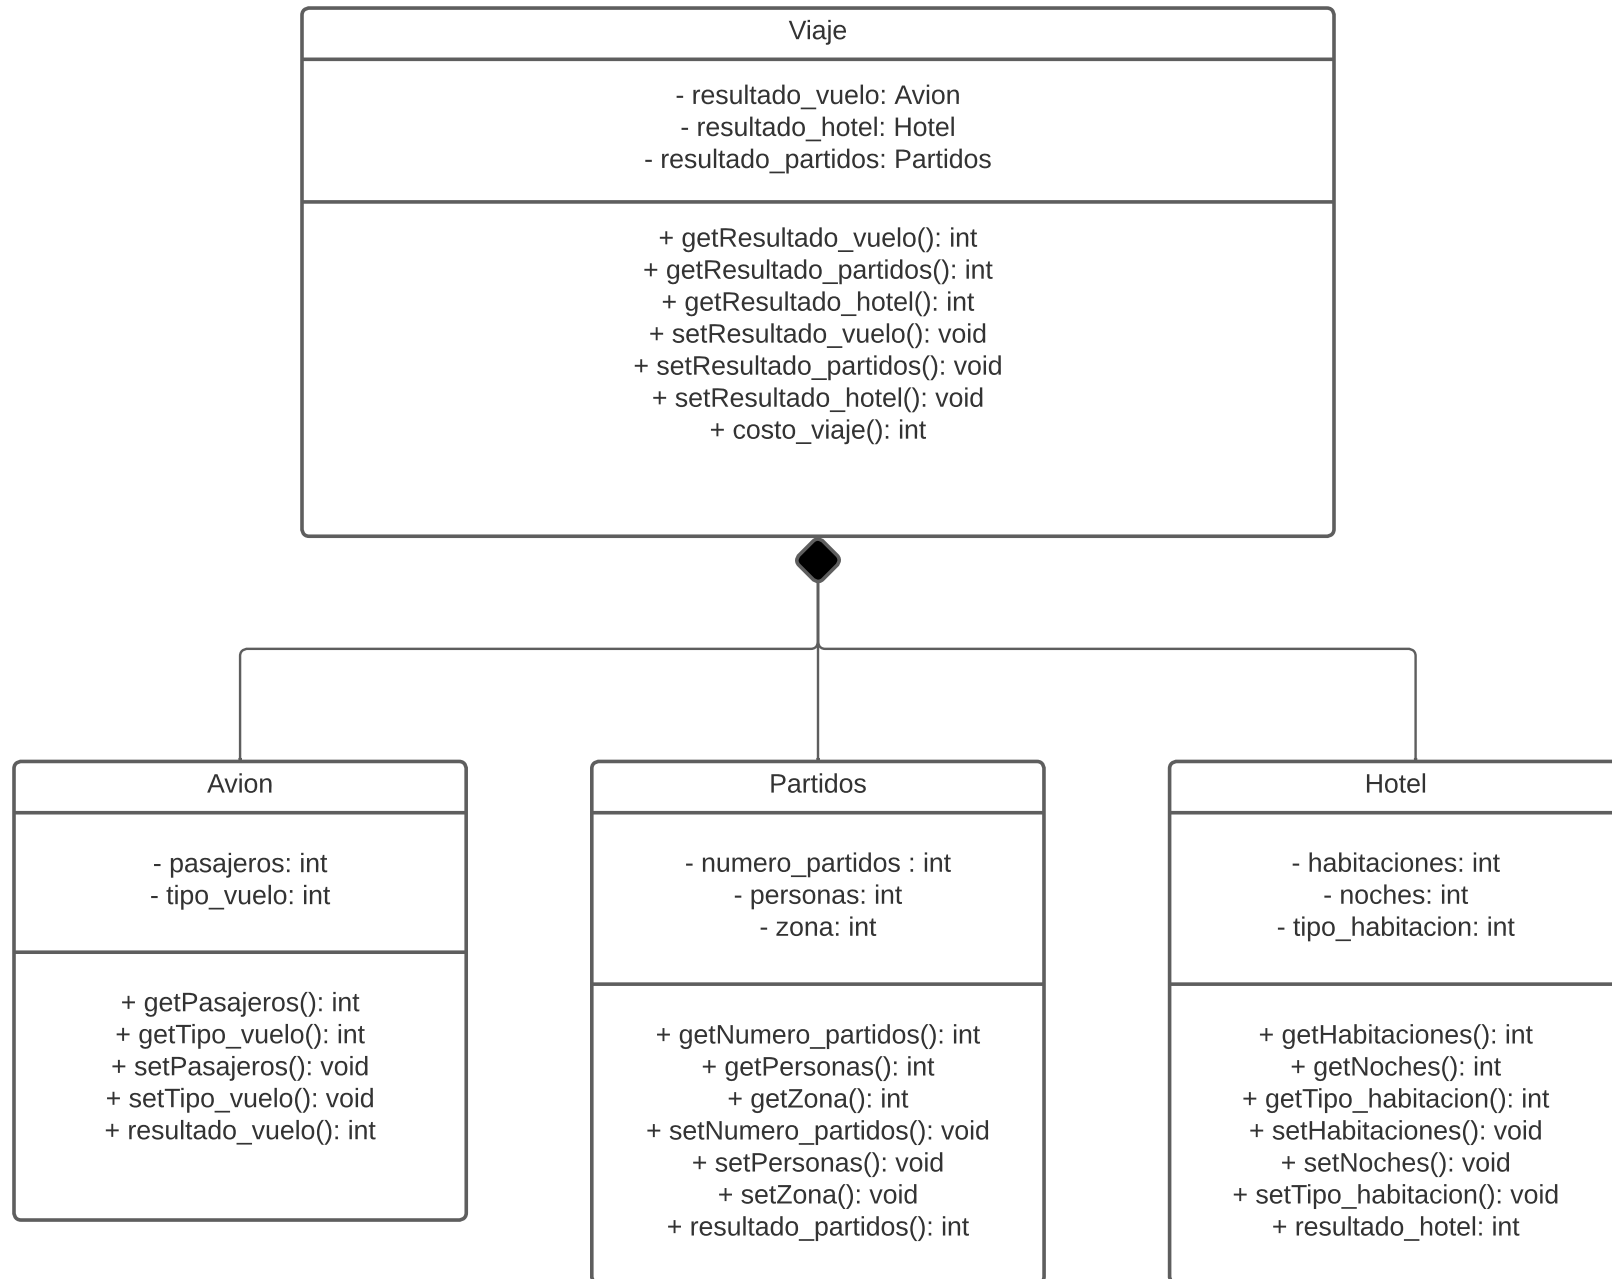 Viaje
- resultado_vuelo: Avion
- resultado_hotel: Hotel
- resultado_partidos: Partidos
+ getResultado_vuelo(): int
+ getResultado_partidos(): int
+ getResultado_hotel(): int
+ setResultado_vuelo(): void
+ setResultado_partidos(): void
+ setResultado_hotel(): void
+ costo_viaje(): int
Avion
- pasajeros: int
- tipo_vuelo: int
+ getPasajeros(): int
+ getTipo_vuelo(): int
+ setPasajeros(): void
+ setTipo_vuelo(): void
+ resultado_vuelo(): int
Partidos
- numero_partidos : int
- personas: int
- zona: int
+ getNumero_partidos(): int
+ getPersonas(): int
+ getZona(): int
+ setNumero_partidos(): void
+ setPersonas(): void
+ setZona(): void
+ resultado_partidos(): int
Hotel
- habitaciones: int
- noches: int
- tipo_habitacion: int
+ getHabitaciones(): int
+ getNoches(): int
+ getTipo_habitacion(): int
+ setHabitaciones(): void
+ setNoches(): void
+ setTipo_habitacion(): void
+ resultado_hotel: int